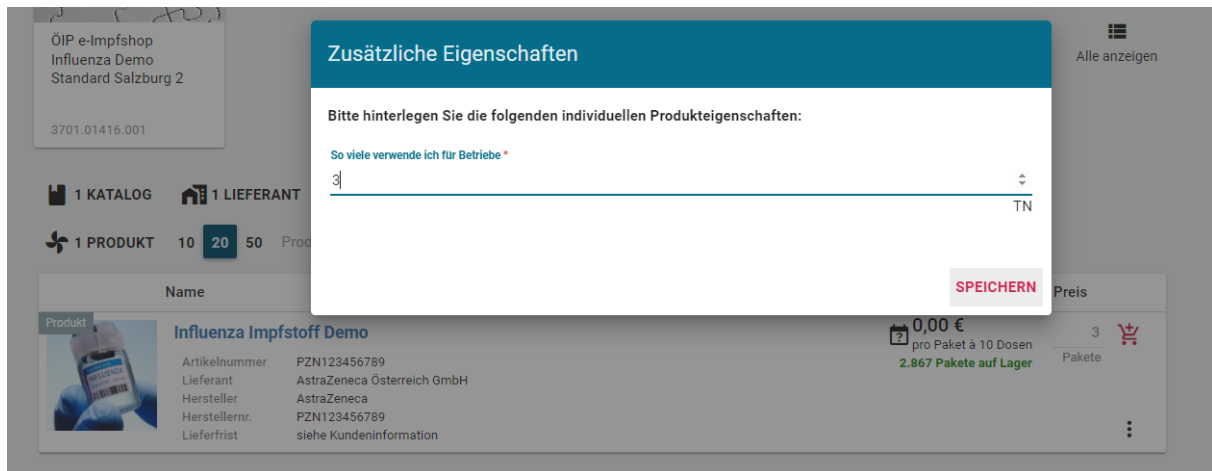 ÖIP e-Impfshop
Influenza Demo
Standard Salzburg 2
3701.01416.001
Alle anzeigen
Zusätzliche Eigenschaften
Bitte hinterlegen Sie die folgenden individuellen Produkteigenschaften:
So viele verwende ich für Betriebe *
3
TN
SPEICHERN
1 KATALOG 1 LIEFERANT
1 PRODUKT 10 20 50 Prod
Name Preis
Produkt
Influenza Impfstoff Demo
Artikelnummer PZN123456789
Lieferant AstraZeneca Österreich GmbH
Hersteller AstraZeneca
Herstellernr. PZN123456789
Lieferfrist siehe Kundeninformation
0,00 €
pro Paket à 10 Dosen
2.867 Pakete auf Lager
3
Pakete
INFLUENZA